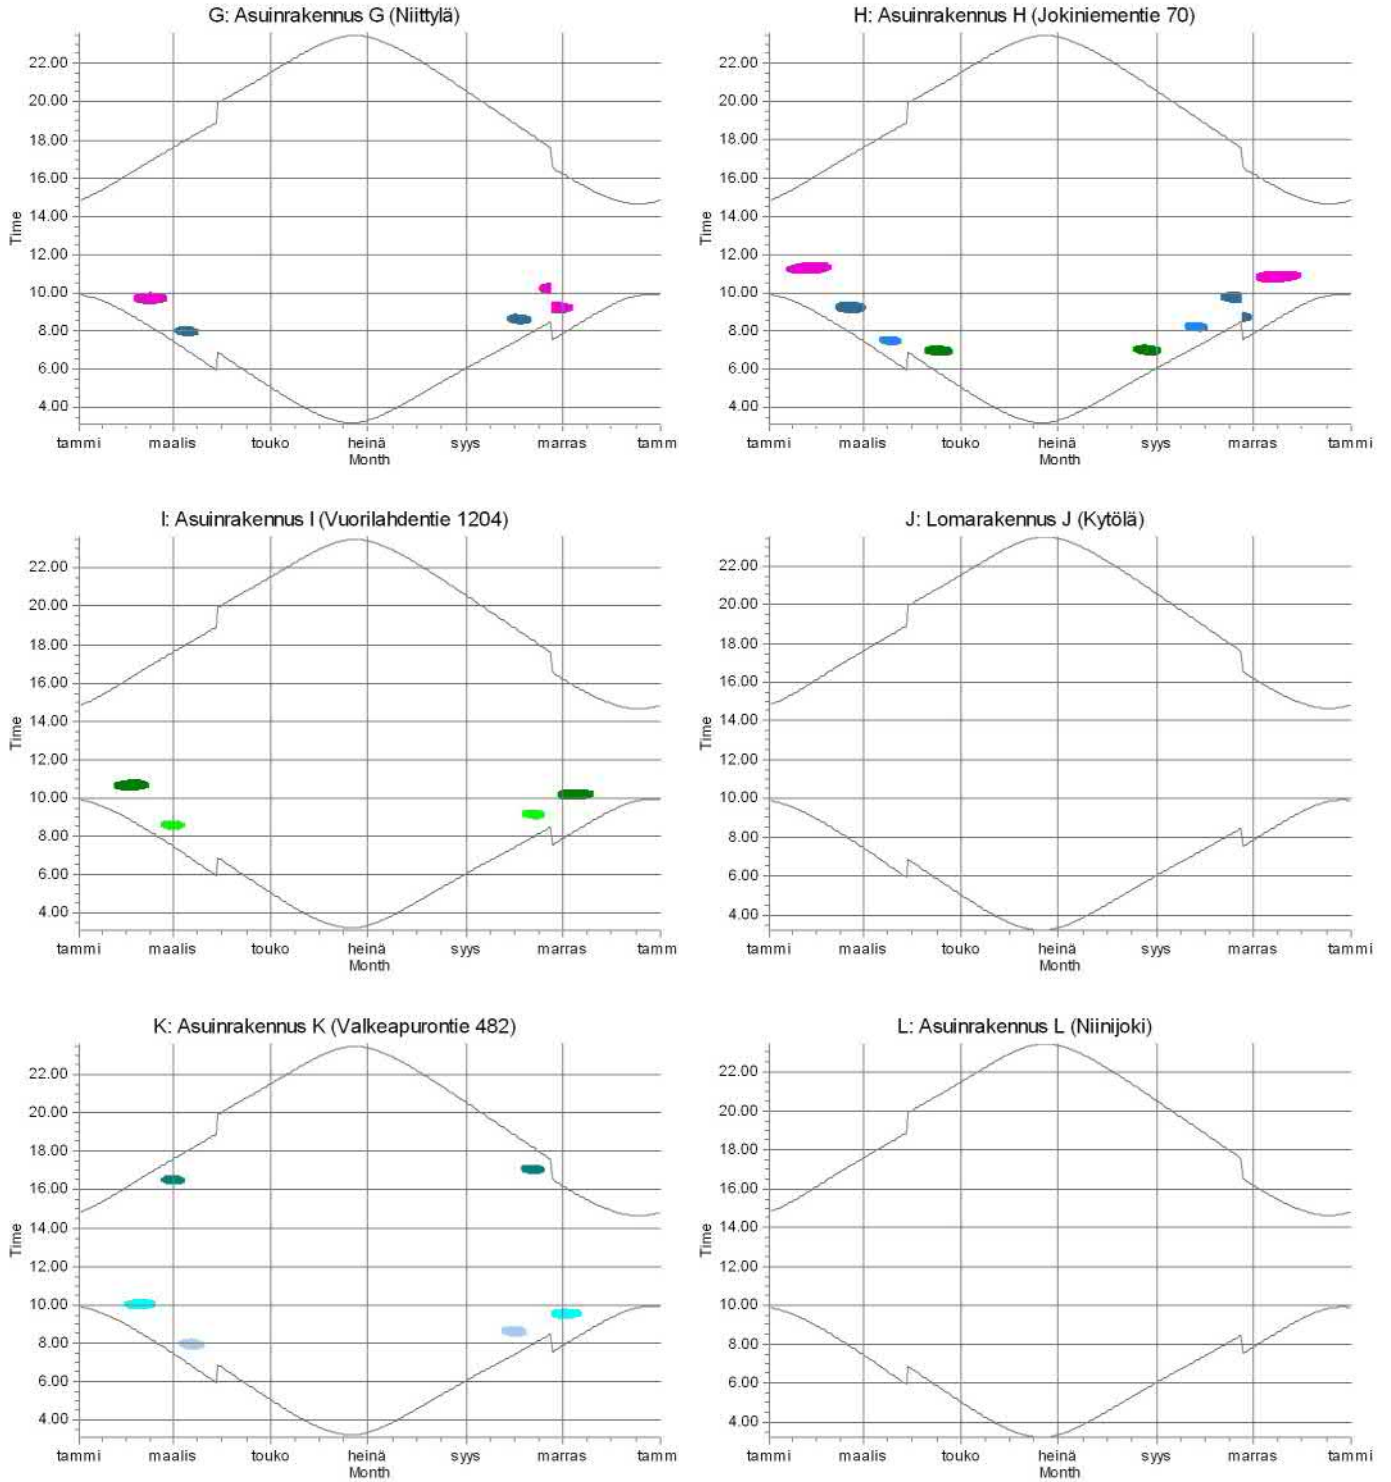 G: Asuinrakennus G (Niittylä)
22.00
20.00
18.00
16.00
14.00
12.00
10.00
8.00
6.00
4.00
Time
tammi maalis touko heinä syys marras tamm
Month
H: Asuinrakennus H (Jokiniementie 70)
22.00
20.00
18.00
16.00
14.00
12.00
10.00
8.00
6.00
4.00
Time
tammi maalis touko heinä syys marras tammi
Month
I: Asuinrakennus I (Vuorilahdentie 1204)
22.00
20.00
18.00
16.00
14.00
12.00
10.00
8.00
6.00
4.00
Time
tammi maalis touko heinä syys marras tamm
Month
J: Lomarakennus J (Kytölä)
22.00
20.00
18.00
16.00
14.00
12.00
10.00
8.00
6.00
4.00
Time
tammi maalis touko heinä syys marras tammi
Month
K: Asuinrakennus K (Valkeapurontie 482)
22.00
20.00
18.00
16.00
14.00
12.00
10.00
8.00
6.00
4.00
Time
tammi maalis touko heinä syys marras tamm
Month
L: Asuinrakennus L (Niinijoki)
22.00
20.00
18.00
16.00
14.00
12.00
10.00
8.00
6.00
4.00
Time
tammi maalis touko heinä syys marras tammi
Month